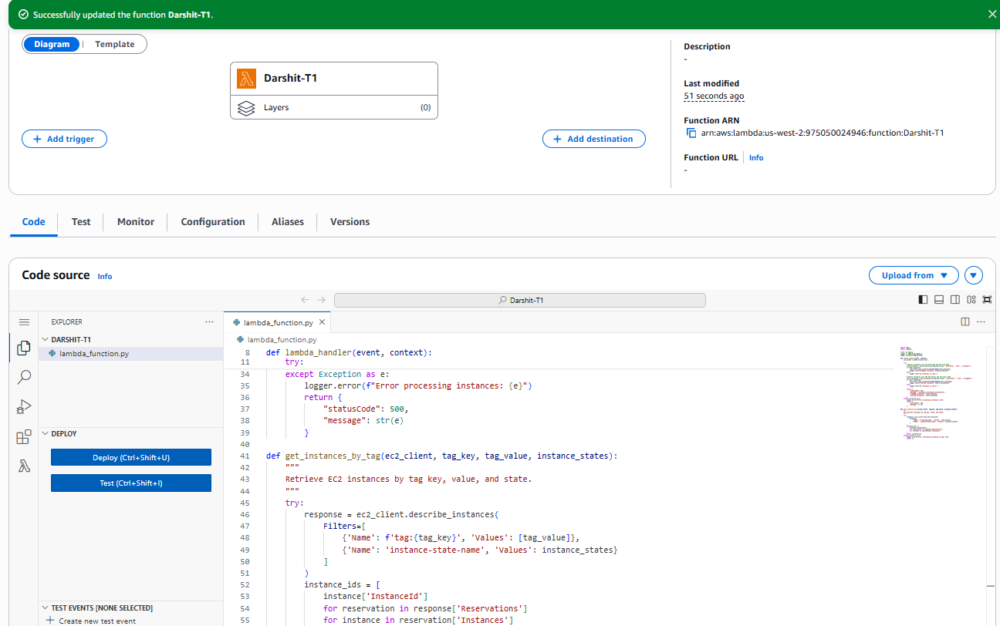 Successfully updated the function Darshit-T1.
Diagram | Template
Darshit-T1
Layers (0)
+ Add trigger
+ Add destination
Description
-
Last modified
51 seconds ago
Function ARN
arn:aws:lambda:us-west-2:975050024946:function:Darshit-T1
Function URL Info
-
Code Test Monitor Configuration Aliases Versions
Code source Info
Upload from
Darshit-T1
EXPLORER
DARSHIT-T1
lambda_function.py
DEPLOY
Deploy (Ctrl+Shift+U)
Test (Ctrl+Shift+I)
TEST EVENTS [NONE SELECTED]
+ Create new test event
lambda_function.py
lambda_function.py
8 def lambda_handler(event, context):
11 try:
34 except Exception as e:
35 logger.error(f"Error processing instances: {e}")
36 return {
37 "statusCode": 500,
38 "message": str(e)
39 }
40
41 def get_instances_by_tag(ec2_client, tag_key, tag_value, instance_states):
42 """
43 Retrieve EC2 instances by tag key, value, and state.
44 """
45 try:
46 response = ec2_client.describe_instances(
47 Filters=[
48 {'Name': f'tag:{tag_key}', 'Values': [tag_value]},
49 {'Name': 'instance-state-name', 'Values': instance_states}
50 ]
51 )
52 instance_ids = [
53 instance['InstanceId']
54 for reservation in response['Reservations']
55 for instance in reservation['Instances']